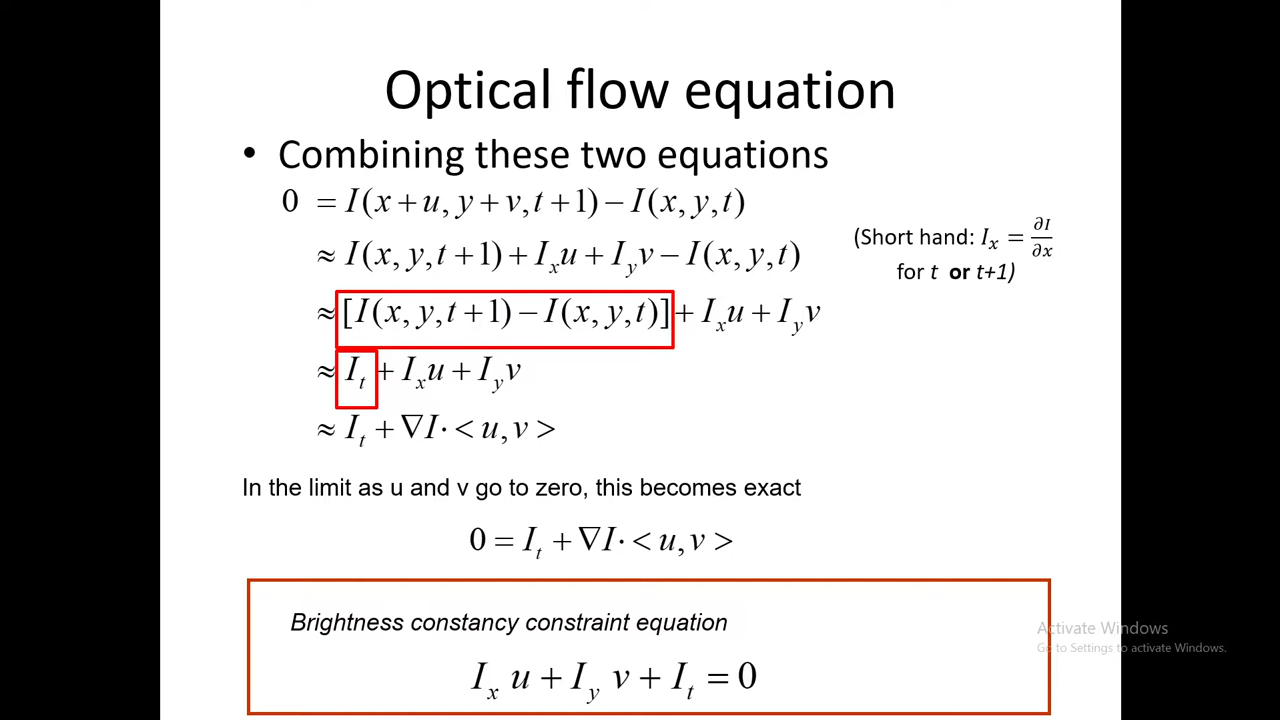 Optical flow equation
• Combining these two equations
0 = I(x + u, y + v, t + 1) − I(x, y, t)
≈ I(x, y, t + 1) + I_x u + I_y v − I(x, y, t)
(Short hand: I_x = ∂I/∂x
for t or t+1)
≈ [I(x, y, t + 1) − I(x, y, t)] + I_x u + I_y v
≈ I_t + I_x u + I_y v
≈ I_t + ∇I · < u, v >
In the limit as u and v go to zero, this becomes exact
0 = I_t + ∇I · < u, v >
Brightness constancy constraint equation
I_x u + I_y v + I_t = 0
Activate Windows
Go to Settings to activate Windows.